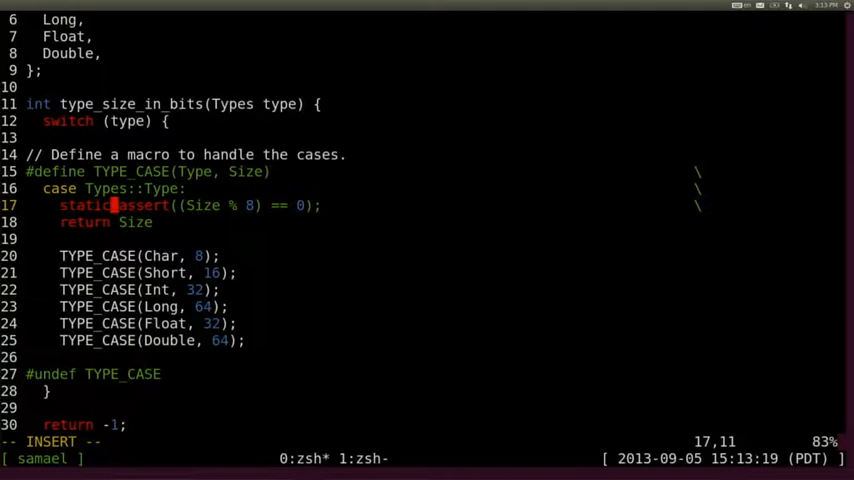 en 3:13 PM
6 Long,
7 Float,
8 Double,
9 };
10
11 int type_size_in_bits(Types type) {
12 switch (type) {
13
14 // Define a macro to handle the cases.
15 #define TYPE_CASE(Type, Size) \
16 case Types::Type: \
17 static_assert((Size % 8) == 0); \
18 return Size
19
20 TYPE_CASE(Char, 8);
21 TYPE_CASE(Short, 16);
22 TYPE_CASE(Int, 32);
23 TYPE_CASE(Long, 64);
24 TYPE_CASE(Float, 32);
25 TYPE_CASE(Double, 64);
26
27 #undef TYPE_CASE
28 }
29
30 return -1;
-- INSERT -- 17,11 83%
[ samael ] 0:zsh* 1:zsh- [ 2013-09-05 15:13:19 (PDT) ]